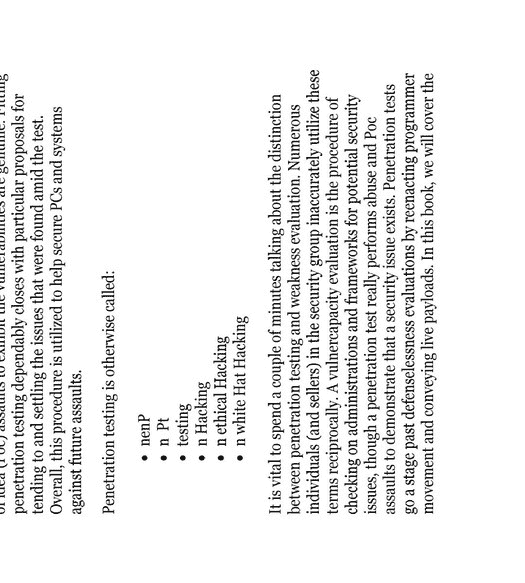 of idea (Poc) assaults to exhibit the vulnerabilities are genuine. Fitting
penetration testing dependably closes with particular proposals for
tending to and settling the issues that were found amid the test.
Overall, this procedure is utilized to help secure PCs and systems
against future assaults.
Penetration testing is otherwise called:
• nenP
• n Pt
• testing
• n Hacking
• n ethical Hacking
• n white Hat Hacking
It is vital to spend a couple of minutes talking about the distinction
between penetration testing and weakness evaluation. Numerous
individuals (and sellers) in the security group inaccurately utilize these
terms reciprocally. A vulnercapacity evaluation is the procedure of
checking on administrations and frameworks for potential security
issues, though a penetration test really performs abuse and Poc
assaults to demonstrate that a security issue exists. Penetration tests
go a stage past defenselessness evaluations by reenacting programmer
movement and conveying live payloads. In this book, we will cover the